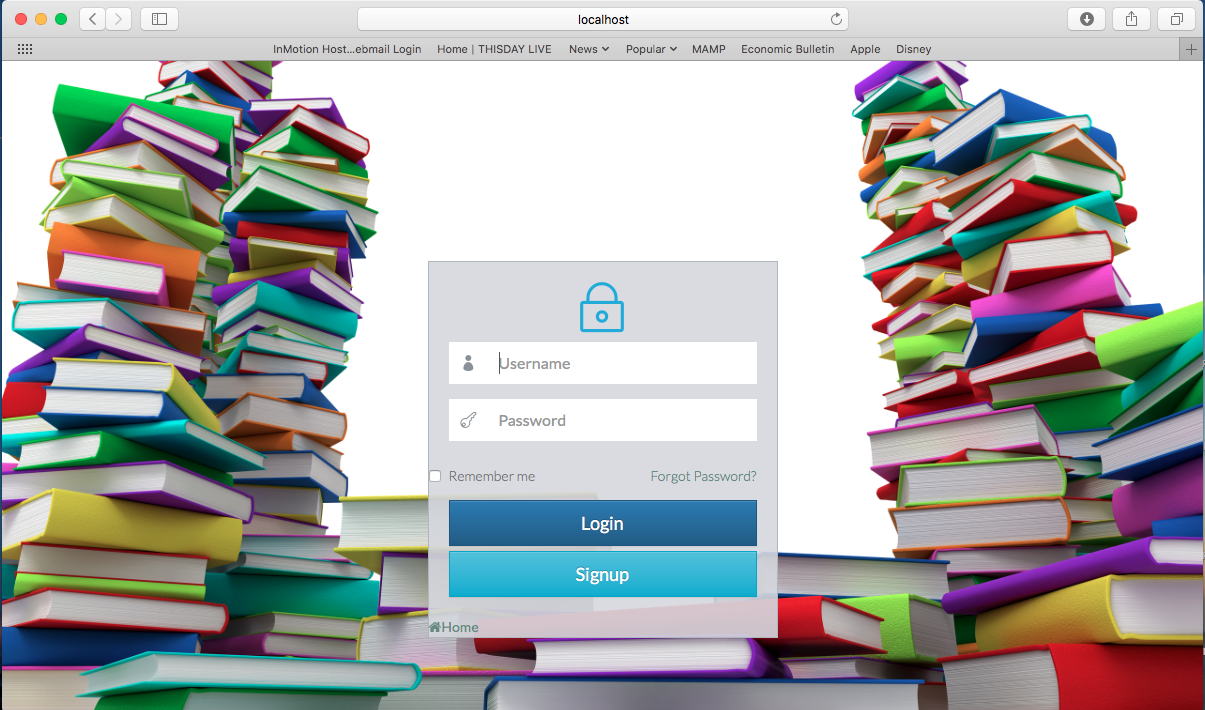 localhost
InMotion Host...ebmail Login Home | THISDAY LIVE News Popular MAMP Economic Bulletin Apple Disney
Username
Password
Remember me Forgot Password?
Login
Signup
Home